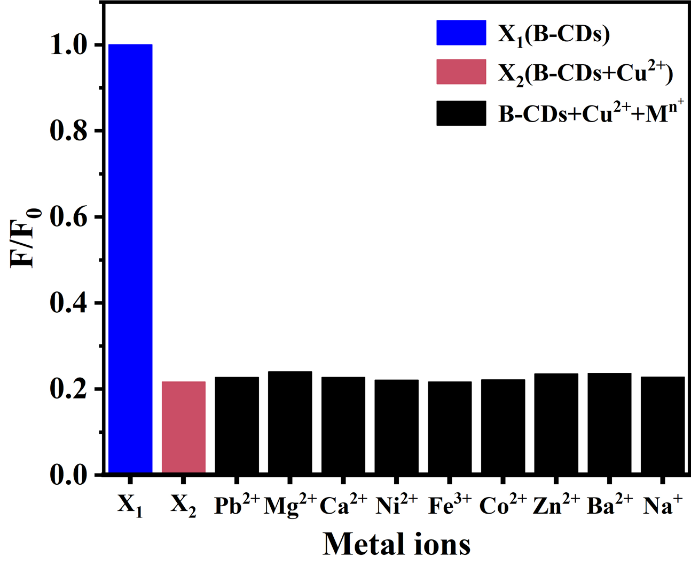 X₁(B-CDs)
X₂(B-CDs+Cu²⁺)
B-CDs+Cu²⁺+Mⁿ⁺
F/F₀
1.0
0.8
0.6
0.4
0.2
0.0
X₁ X₂ Pb²⁺ Mg²⁺ Ca²⁺ Ni²⁺ Fe³⁺ Co²⁺ Zn²⁺ Ba²⁺ Na⁺
Metal ions